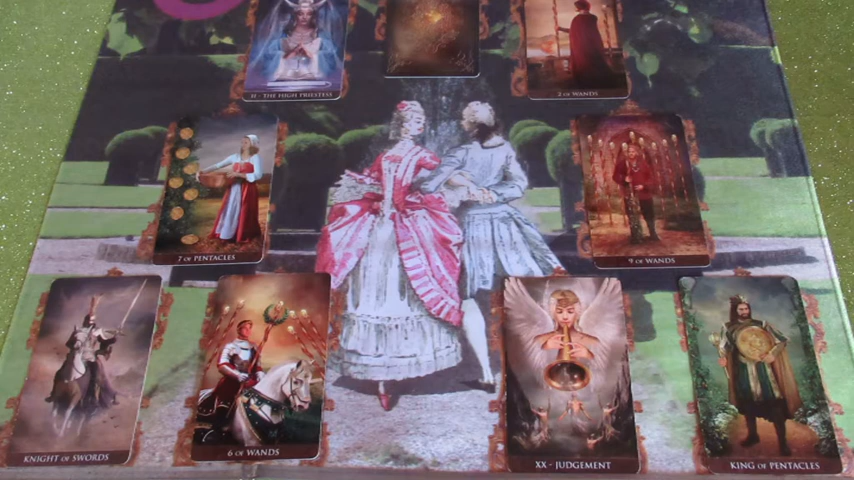 II - THE HIGH PRIESTESS
2 OF WANDS
7 OF PENTACLES
9 OF WANDS
KNIGHT OF SWORDS
6 OF WANDS
XX - JUDGEMENT
KING OF PENTACLES